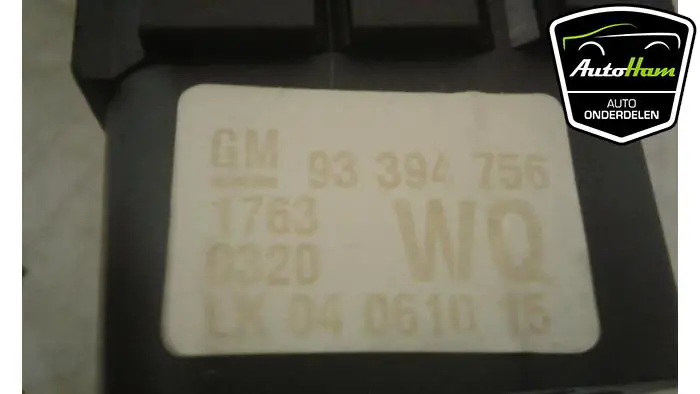 GM 93 394 756
1763 WQ
0320
LK 04 0610 15
AutoHam
AUTO
ONDERDELEN